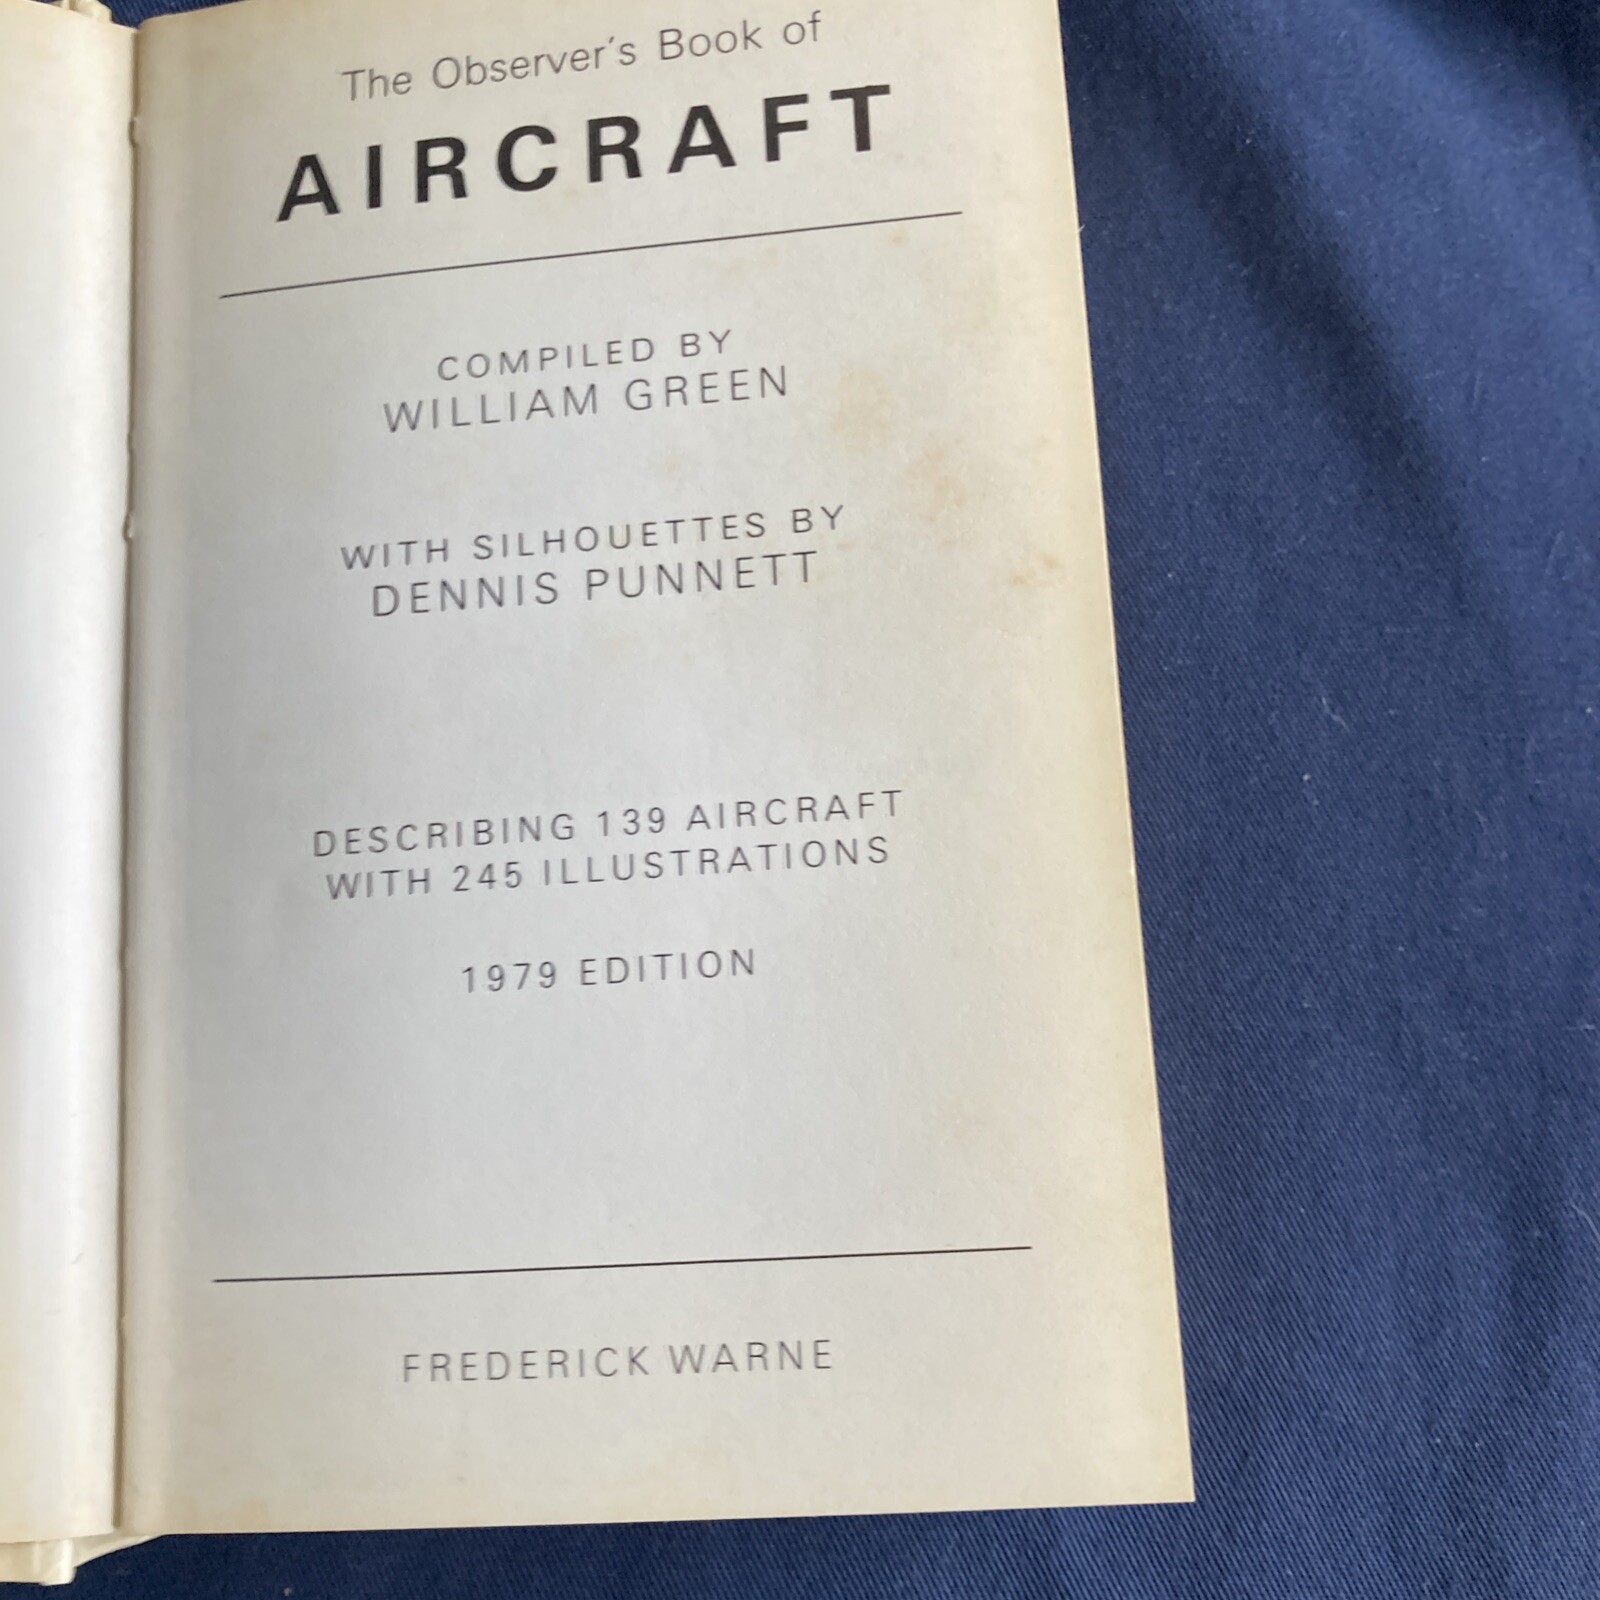 The Observer's Book of
AIRCRAFT
COMPILED BY
WILLIAM GREEN
WITH SILHOUETTES BY
DENNIS PUNNETT
DESCRIBING 139 AIRCRAFT
WITH 245 ILLUSTRATIONS
1979 EDITION
FREDERICK WARNE